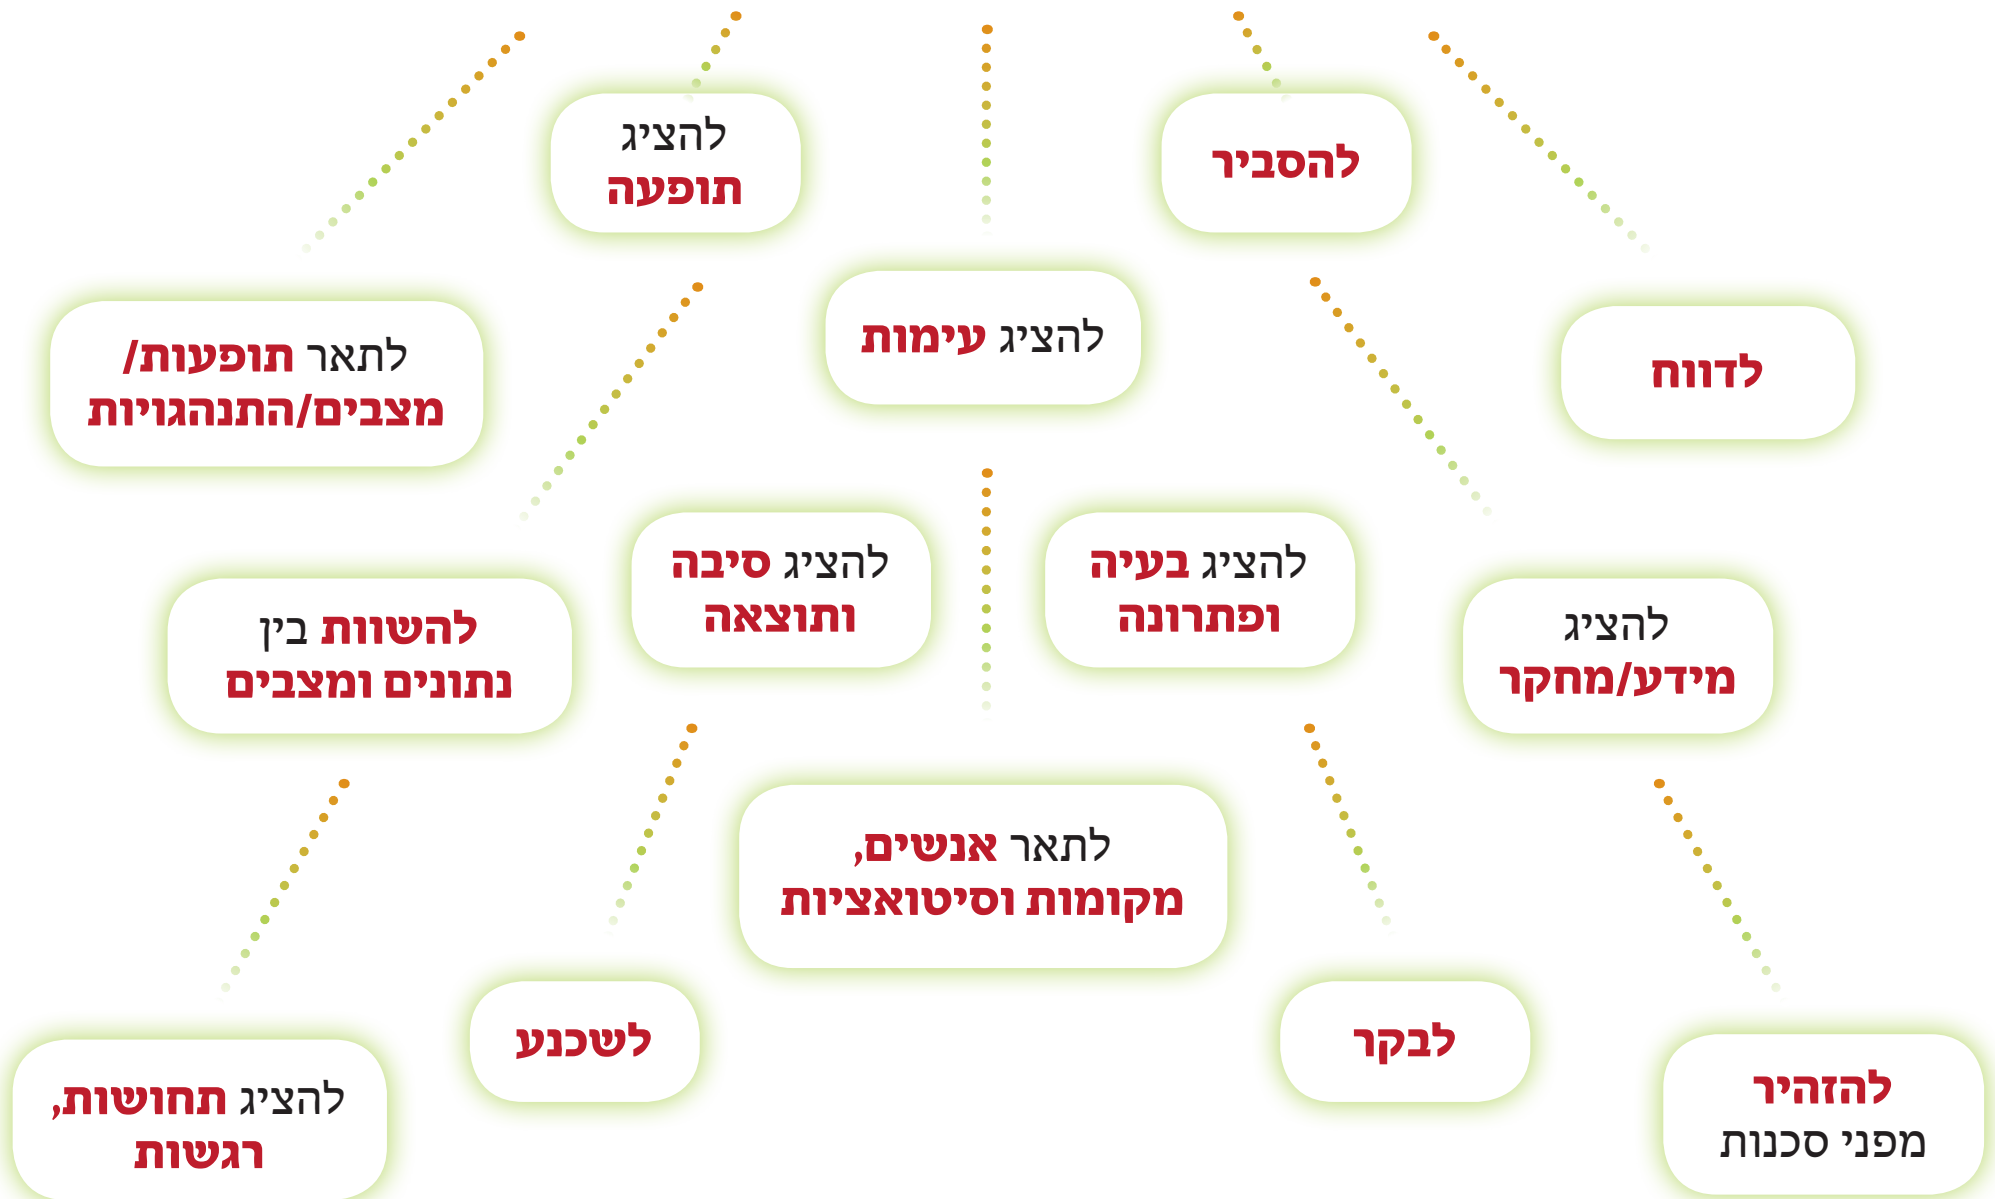 להסביר
להציג
תופעה
לדווח
להציג עימות
לתאר תופעות/
מצבים/התנהגויות
להציג
מידע/מחקר
להציג בעיה
ופתרונה
להציג סיבה
ותוצאה
להשוות בין
נתונים ומצבים
לתאר אנשים,
מקומות וסיטואציות
להזהיר
מפני סכנות
לבקר
לשכנע
להציג תחושות,
רגשות